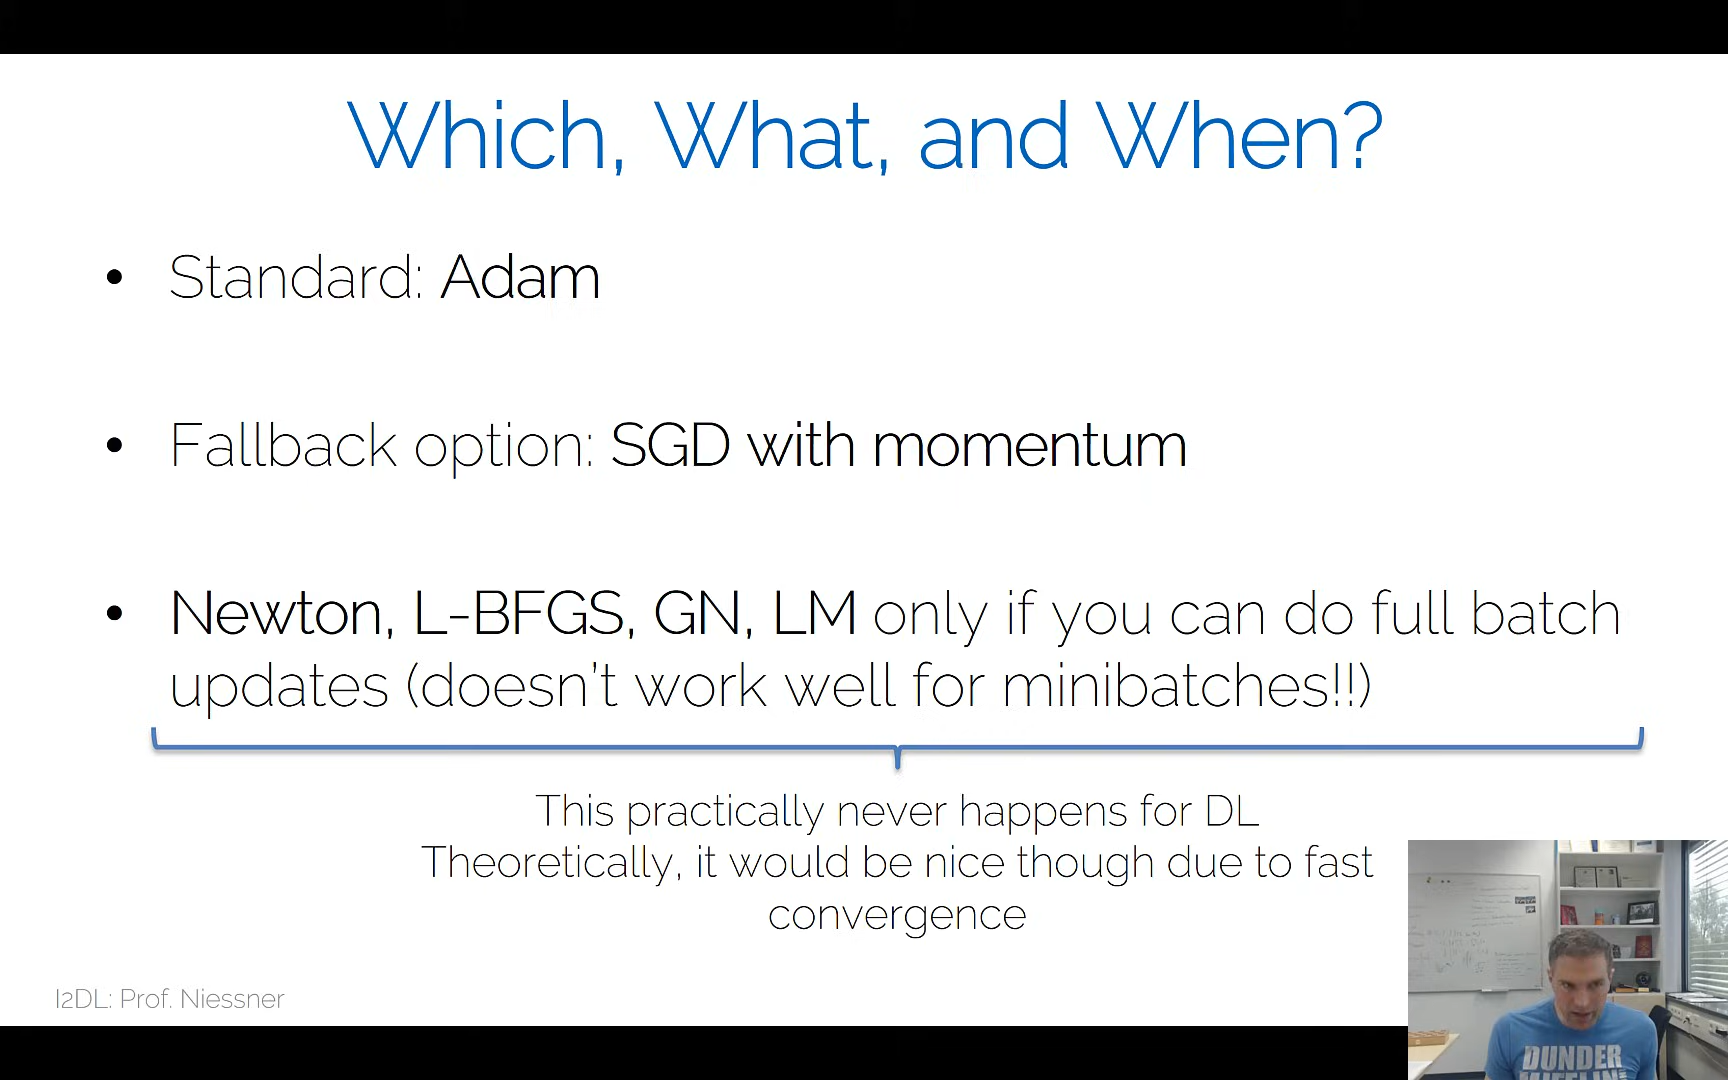 Which, What, and When?
• Standard: Adam
• Fallback option: SGD with momentum
• Newton, L-BFGS, GN, LM only if you can do full batch
updates (doesn't work well for minibatches!!)
This practically never happens for DL
Theoretically, it would be nice though due to fast
convergence
I2DL: Prof. Niessner
DUNDER
MIFFLIN